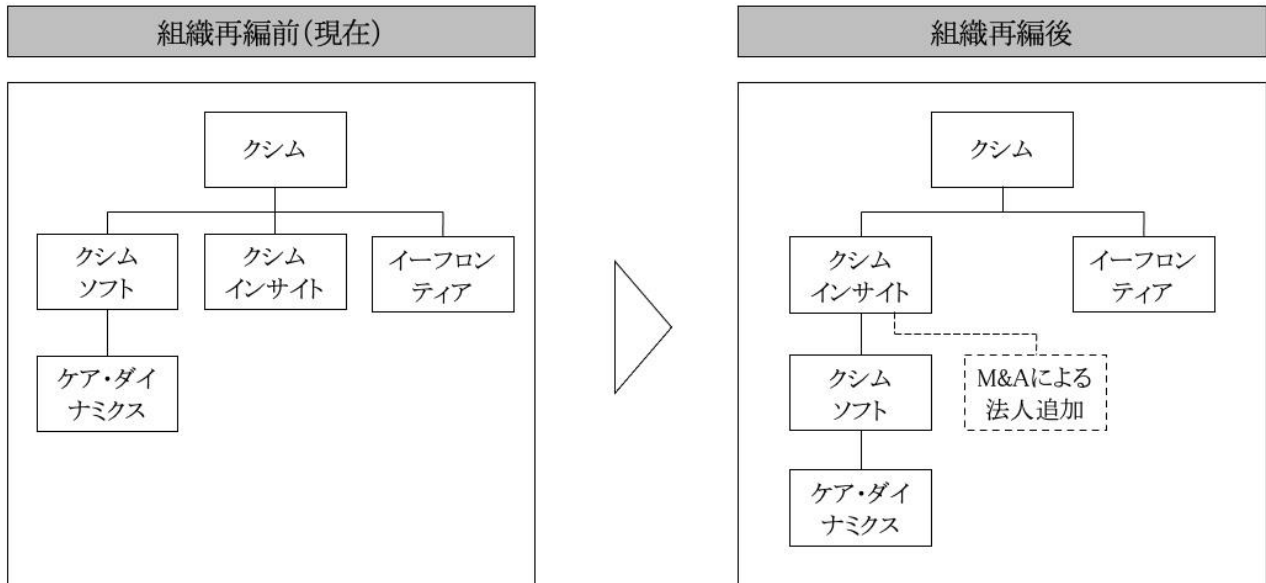 組織再編前(現在)
クシム
クシム
ソフト
クシム
インサイト
イーフロン
ティア
ケア・ダイ
ナミクス
組織再編後
クシム
クシム
インサイト
イーフロン
ティア
クシム
ソフト
M&Aによる
法人追加
ケア・ダイ
ナミクス